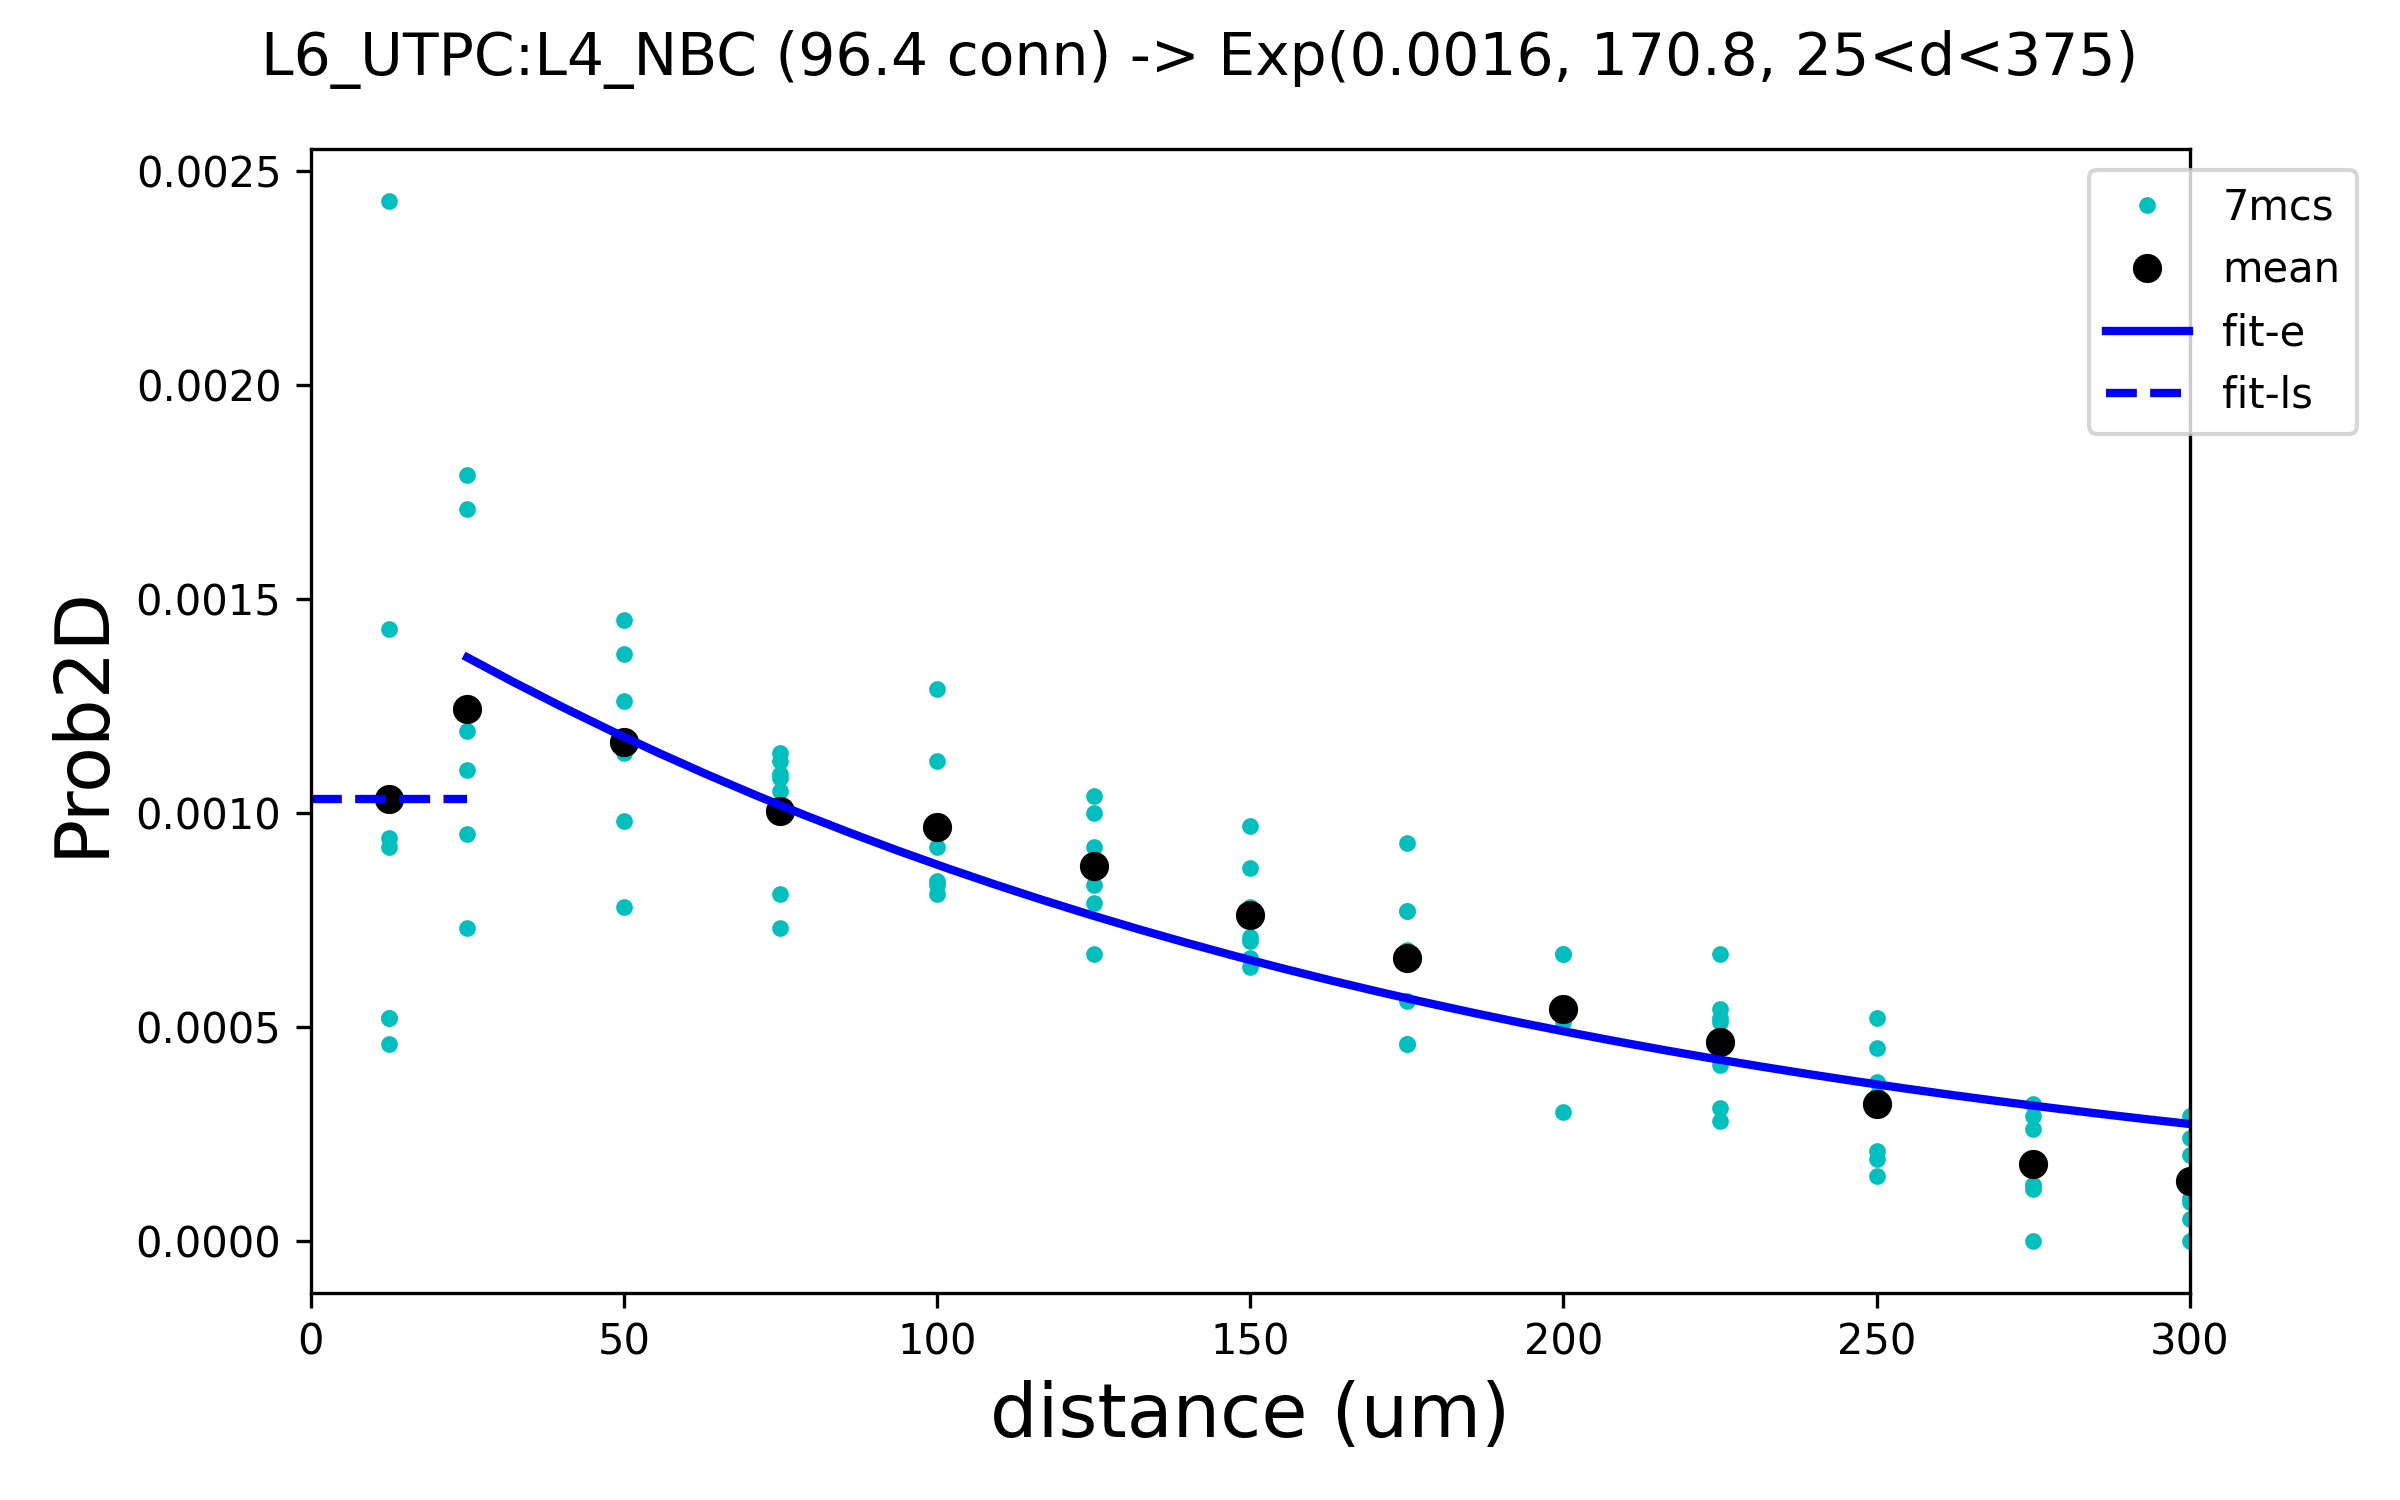 L6_UTPC:L4_NBC (96.4 conn) -> Exp(0.0016, 170.8, 25<d<375)
0.0025
0.0020
0.0015
0.0010
0.0005
0.0000
Prob2D
7mcs
mean
fit-e
fit-ls
0 50 100 150 200 250 300
distance (um)